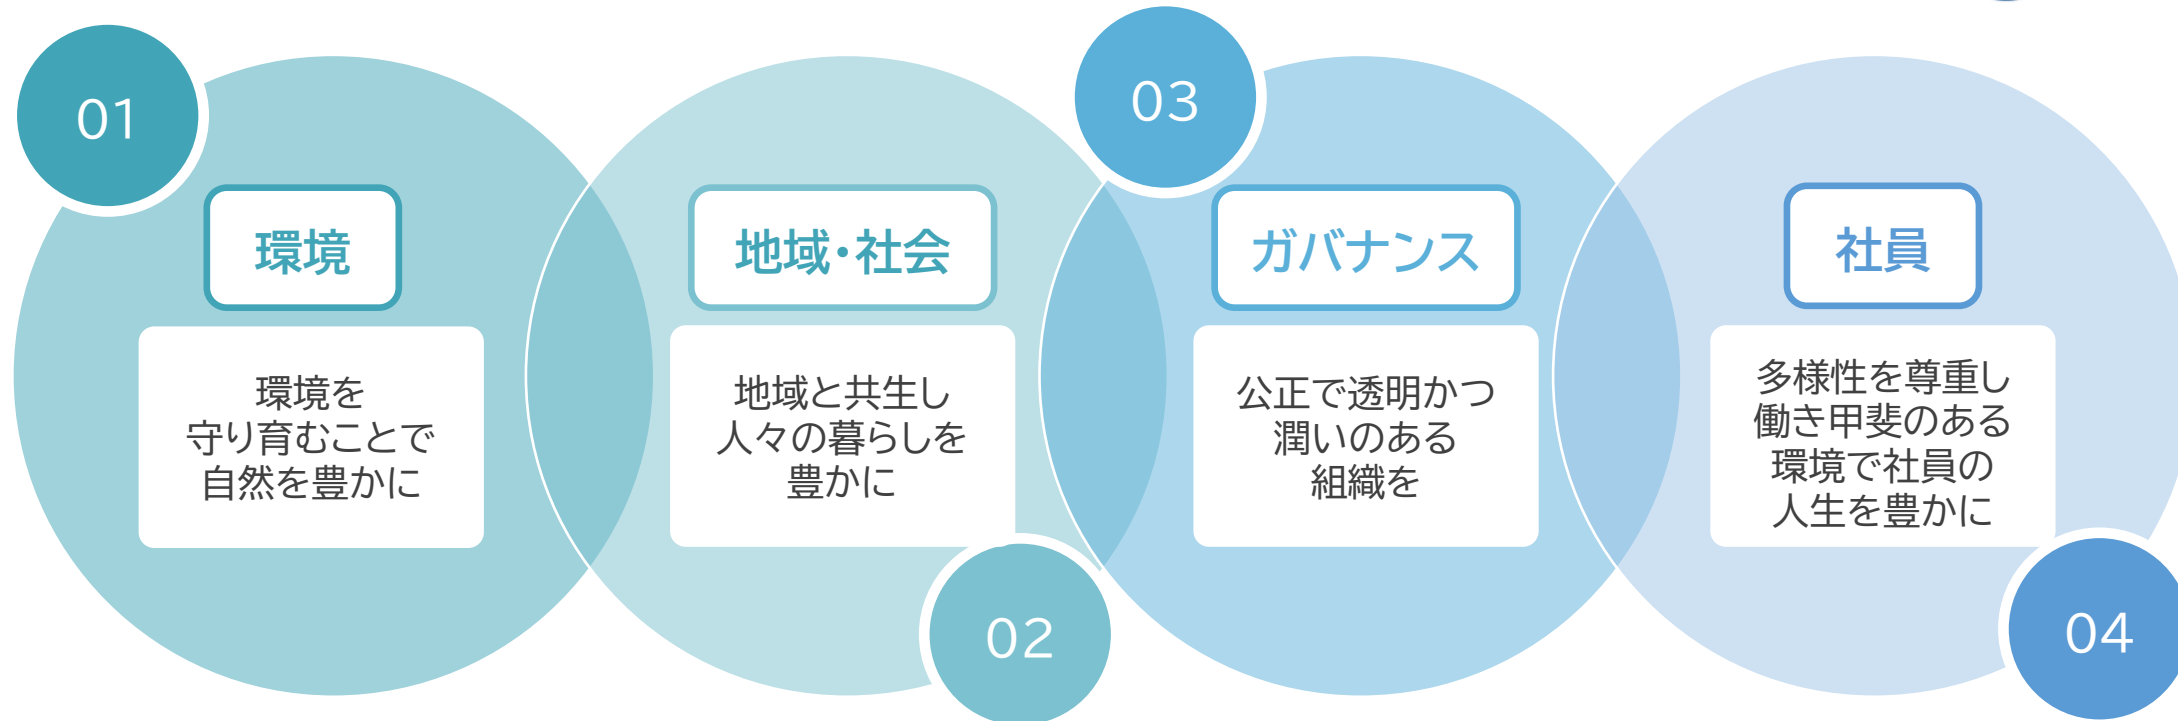 01
環境
環境を
守り育むことで
自然を豊かに
02
地域・社会
地域と共生し
人々の暮らしを
豊かに
03
ガバナンス
公正で透明かつ
潤いのある
組織を
04
社員
多様性を尊重し
働き甲斐のある
環境で社員の
人生を豊かに